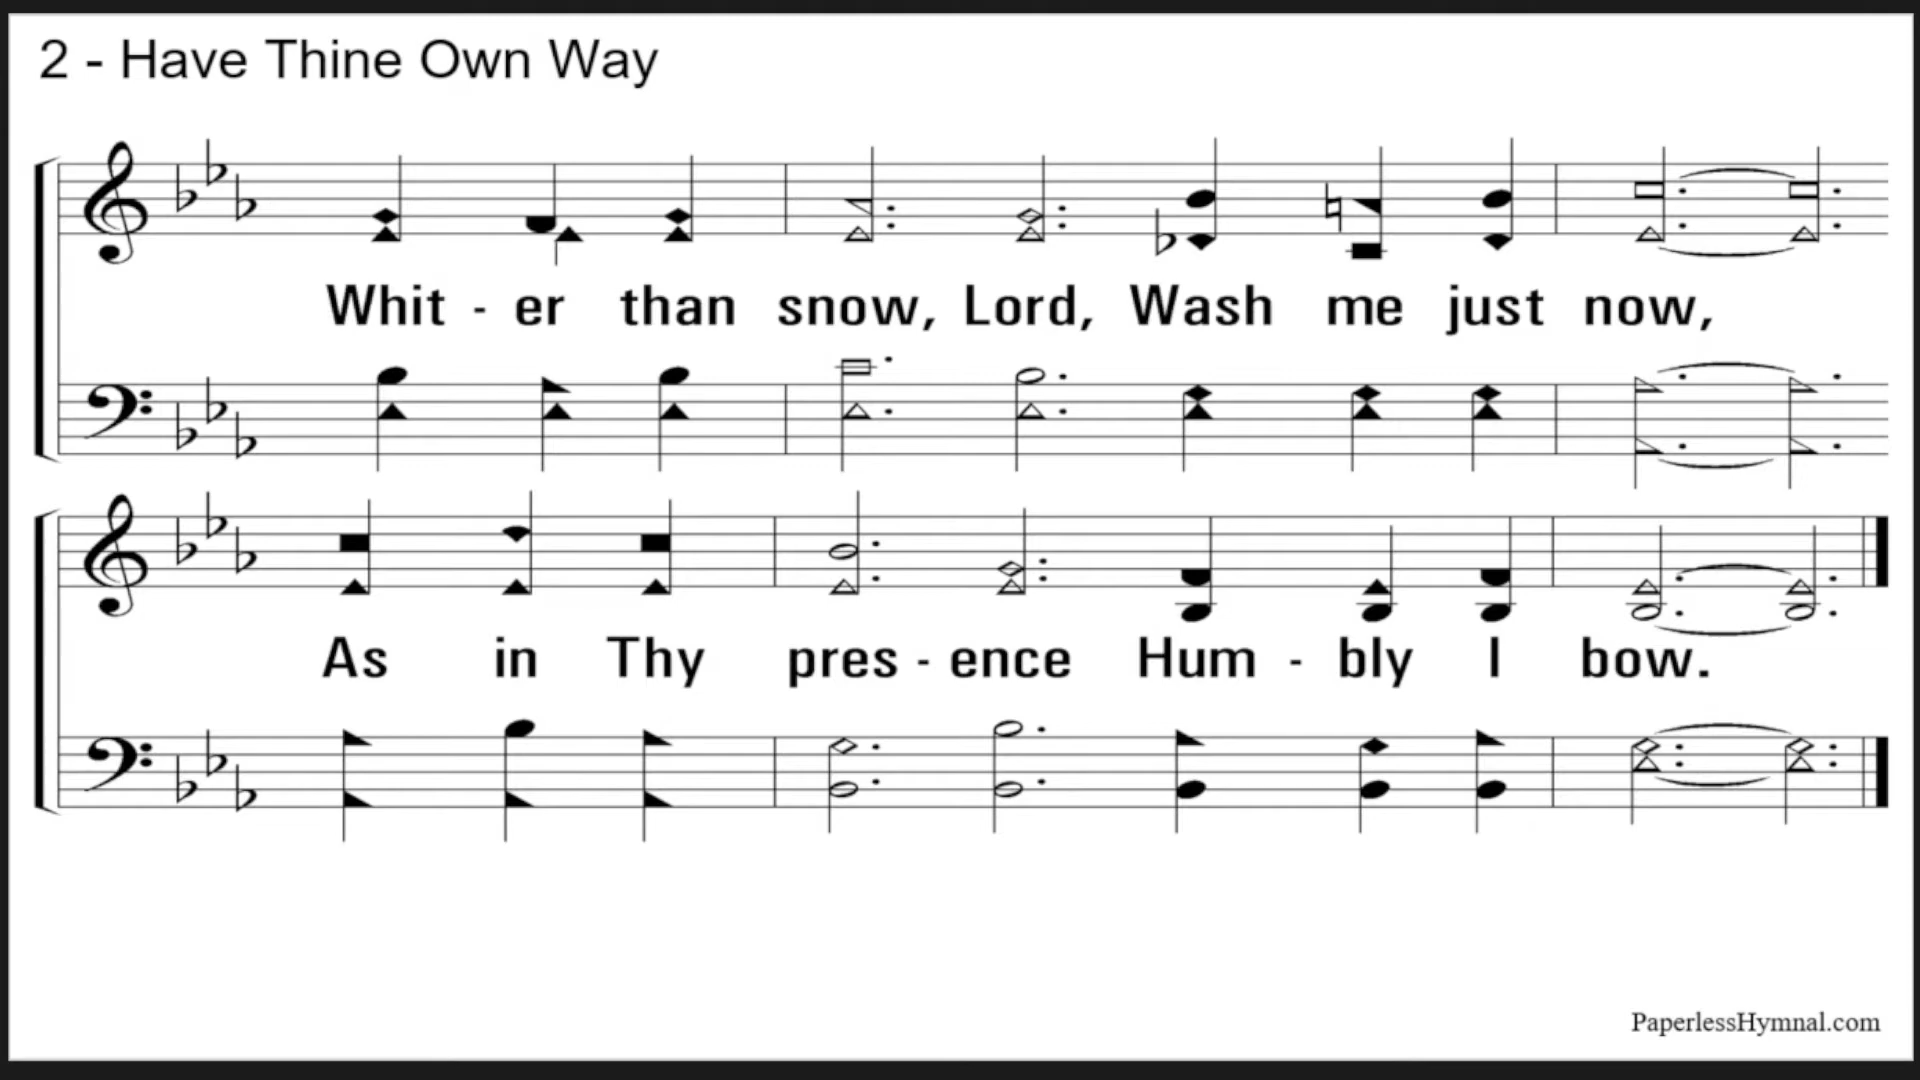 2 - Have Thine Own Way
Whit - er than snow, Lord, Wash me just now,
As in Thy pres - ence Hum - bly I bow.
PaperlessHymnal.com